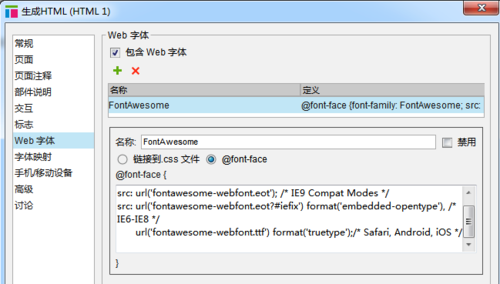 生成HTML (HTML 1)
常规
页面
页面注释
部件说明
交互
标志
Web 字体
字体映射
手机/移动设备
高级
讨论
Web 字体
包含 Web 字体
名称 定义
FontAwesome @font-face {font-family: FontAwesome; src:
名称: FontAwesome 禁用
链接到.css 文件 @font-face
@font-face {
src: url('fontawesome-webfont.eot'); /* IE9 Compat Modes */
src: url('fontawesome-webfont.eot?#iefix') format('embedded-opentype'), /*
IE6-IE8 */
url('fontawesome-webfont.ttf') format('truetype');/* Safari, Android, iOS */
}